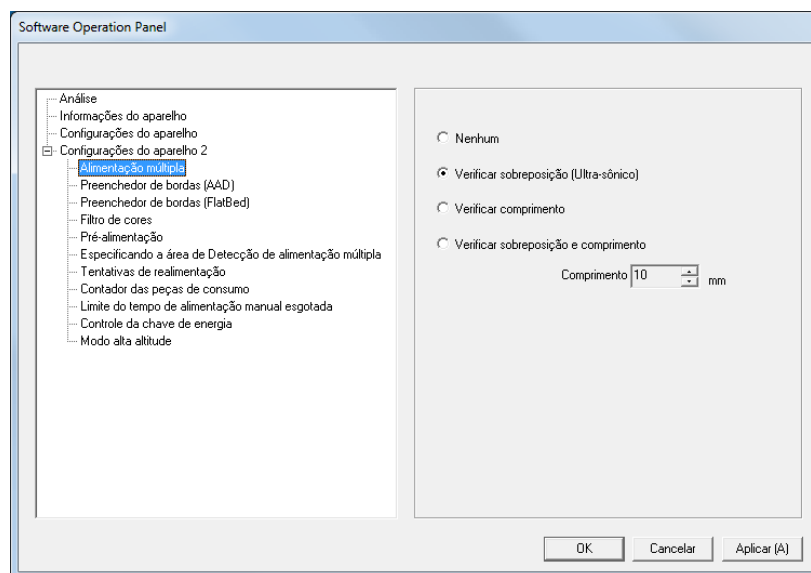 Software Operation Panel
Análise
Informações do aparelho
Configurações do aparelho
Configurações do aparelho 2
Alimentação múltipla
Preenchedor de bordas (AAD)
Preenchedor de bordas (FlatBed)
Filtro de cores
Pré-alimentação
Especificando a área de Detecção de alimentação múltipla
Tentativas de realimentação
Contador das peças de consumo
Limite do tempo de alimentação manual esgotada
Controle da chave de energia
Modo alta altitude
Nenhum
Verificar sobreposição (Ultra-sônico)
Verificar comprimento
Verificar sobreposição e comprimento
Comprimento 10 mm
OK Cancelar Aplicar (A)